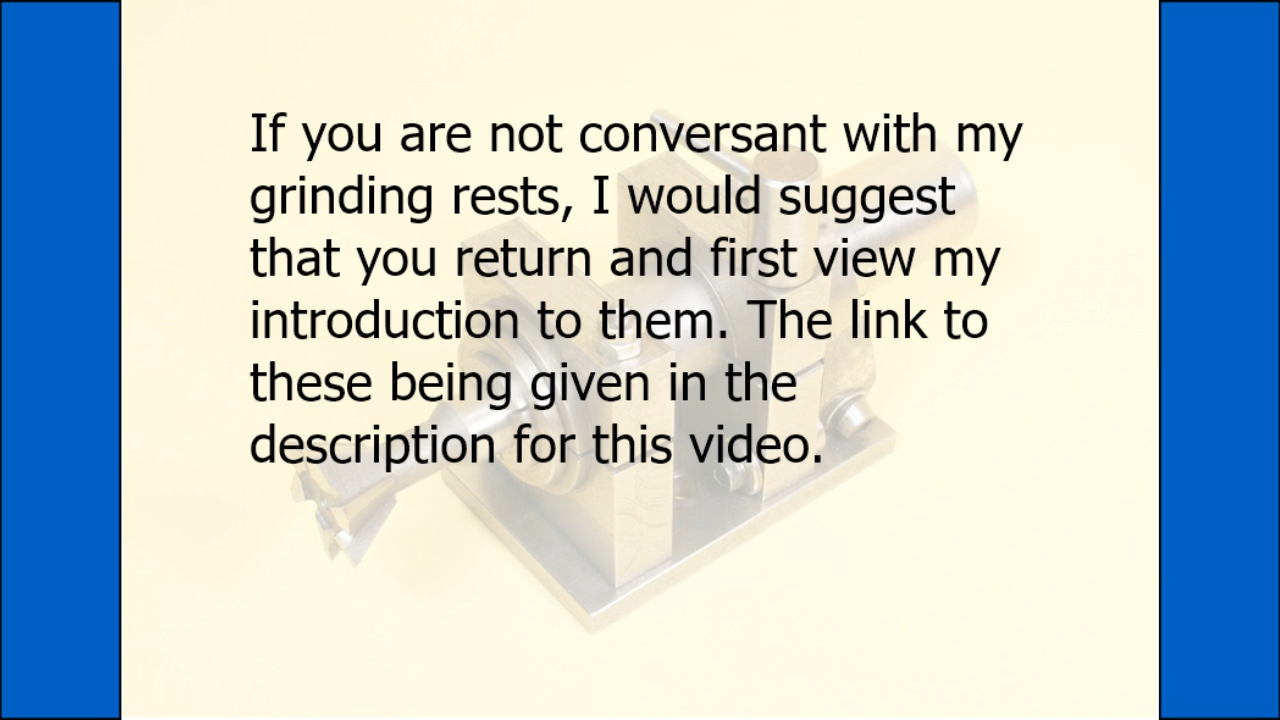 If you are not conversant with my
grinding rests, I would suggest
that you return and first view my
introduction to them. The link to
these being given in the
description for this video.